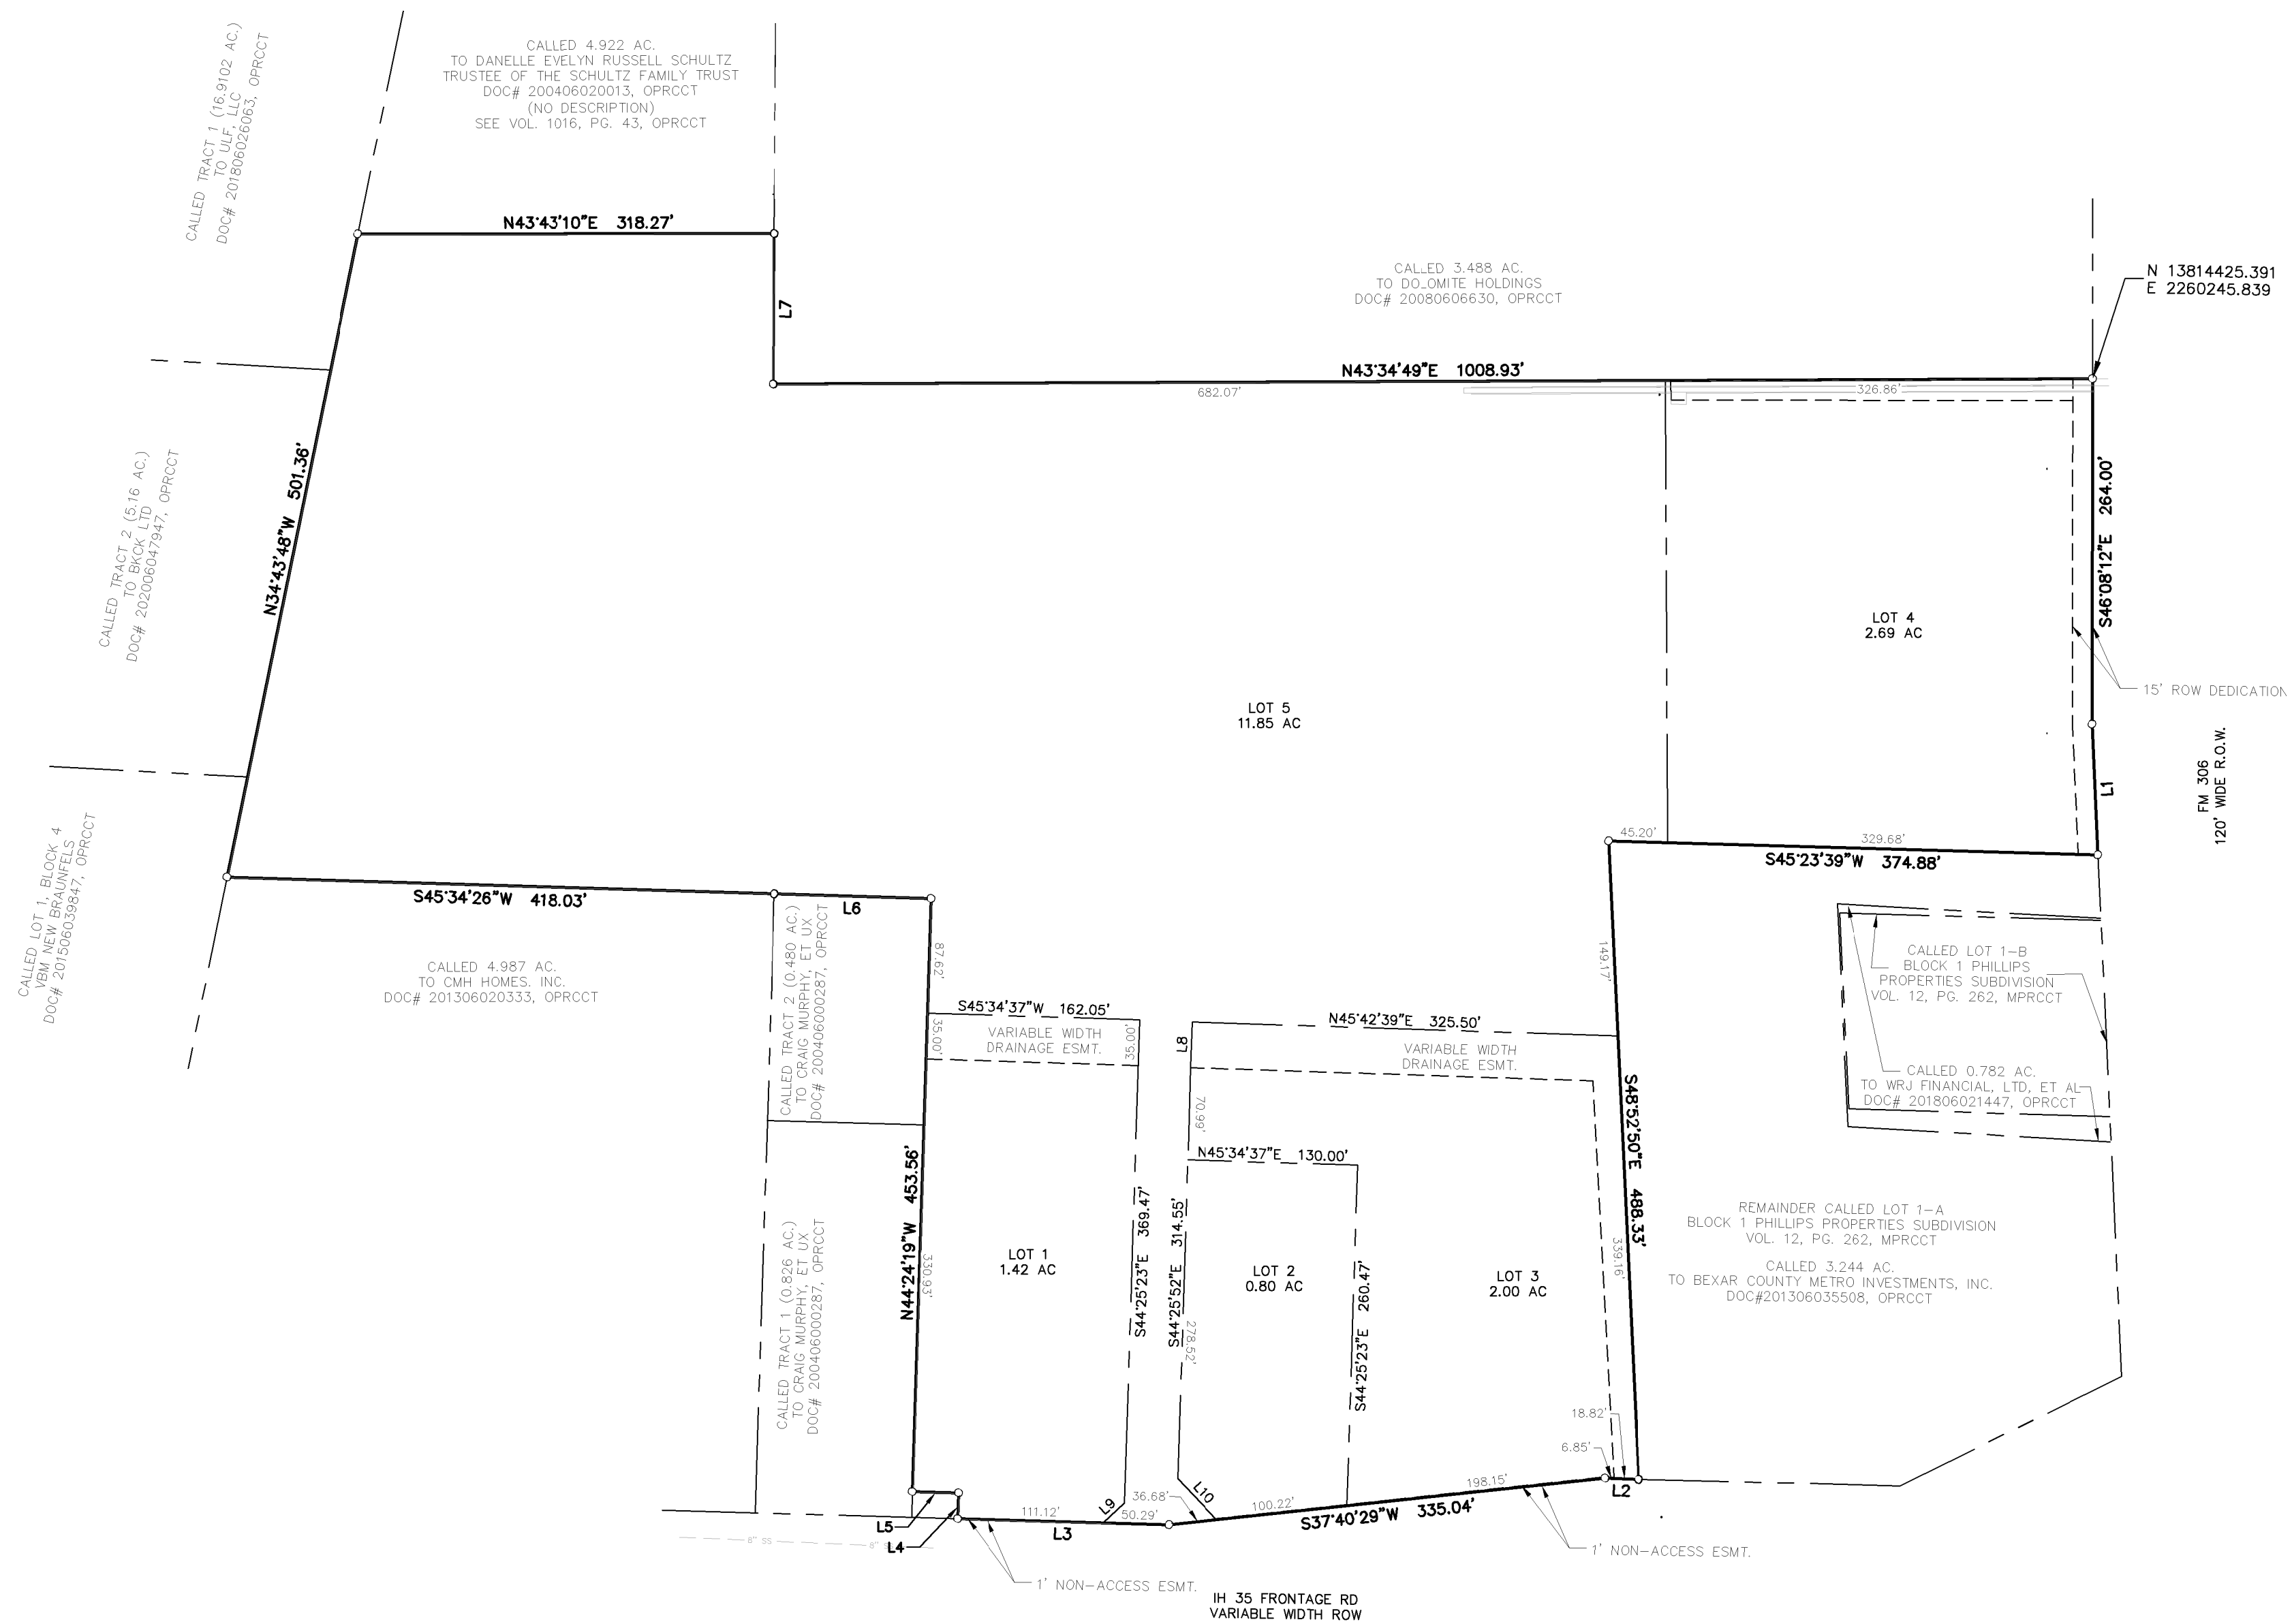 CALLED TRACT 1 (16.9102 AC.)
TO ULF, LLC
DOC# 201806026063, OPRCCT
CALLED 4.922 AC.
TO DANELLE EVELYN RUSSELL SCHULTZ
TRUSTEE OF THE SCHULTZ FAMILY TRUST
DOC# 200406020013, OPRCCT
(NO DESCRIPTION)
SEE VOL. 1016, PG. 43, OPRCCT
N43°43'10"E 318.27'
L7
CALLED 3.488 AC.
TO DOLOMITE HOLDINGS
DOC# 20080606630, OPRCCT
N 13814425.391
E 2260245.839
N43°34'49"E 1008.93'
682.07'
326.86'
N34°43'48"W 501.36'
CALLED TRACT 2 (5.16 AC.)
TO BKCK LTD
DOC# 202006047947, OPRCCT
S46°08'12"E 264.00'
LOT 4
2.69 AC
15' ROW DEDICATION
LOT 5
11.85 AC
FM 306
120' WIDE R.O.W.
L1
CALLED LOT 1, BLOCK 4
VBM NEW BRAUNFELS
DOC# 201506039847, OPRCCT
45.20'
329.68'
S45°23'39"W 374.88'
S45°34'26"W 418.03'
L6
CALLED 4.987 AC.
TO CMH HOMES. INC.
DOC# 201306020333, OPRCCT
CALLED TRACT 2 (0.480 AC.)
TO CRAIG MURPHY, ET UX
DOC# 200406000287, OPRCCT
87.62'
149.17'
CALLED LOT 1-B
BLOCK 1 PHILLIPS
PROPERTIES SUBDIVISION
VOL. 12, PG. 262, MPRCCT
S45°34'37"W 162.05'
35.00'
VARIABLE WIDTH
DRAINAGE ESMT.
35.00'
L8
N45°42'39"E 325.50'
VARIABLE WIDTH
DRAINAGE ESMT.
CALLED 0.782 AC.
TO WRJ FINANCIAL, LTD, ET AL
DOC# 201806021447, OPRCCT
70.99'
N45°34'37"E 130.00'
S48°52'50"E 488.33'
339.16'
N44°24'19"W 453.56'
330.93'
S44°25'23"E 369.47'
S44°25'52"E 314.55'
278.52'
S44°25'23"E 260.47'
REMAINDER CALLED LOT 1-A
BLOCK 1 PHILLIPS PROPERTIES SUBDIVISION
VOL. 12, PG. 262, MPRCCT
CALLED 3.244 AC.
TO BEXAR COUNTY METRO INVESTMENTS, INC.
DOC#201306035508, OPRCCT
CALLED TRACT 1 (0.826 AC.)
TO CRAIG MURPHY, ET UX
DOC# 200406000287, OPRCCT
LOT 1
1.42 AC
LOT 2
0.80 AC
LOT 3
2.00 AC
18.82'
6.85'
L2
198.15'
100.22'
S37°40'29"W 335.04'
L10
36.68'
L9
50.29'
111.12'
L3
L5
L4
8" SS
8"
1' NON-ACCESS ESMT.
1' NON-ACCESS ESMT.
IH 35 FRONTAGE RD
VARIABLE WIDTH ROW